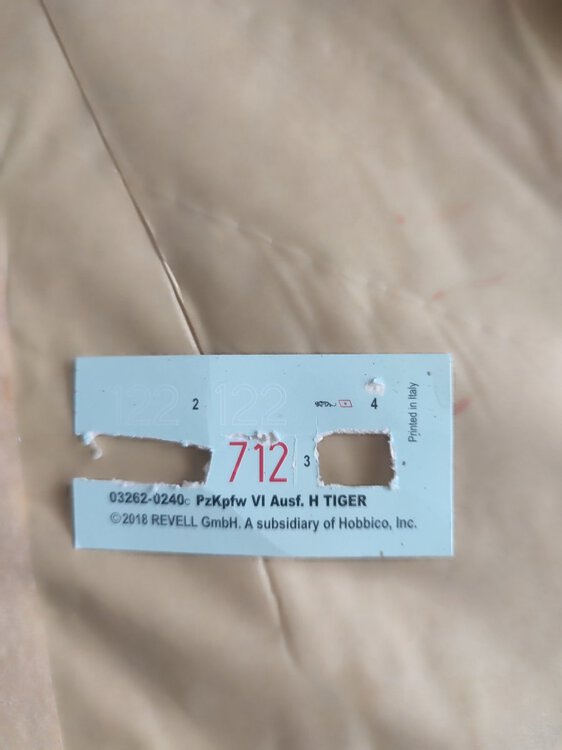 122
2
122
4
Printed in Italy
712
3
03262-0240c PzKpfw VI Ausf. H TIGER
©2018 REVELL GmbH. A subsidiary of Hobbico, Inc.